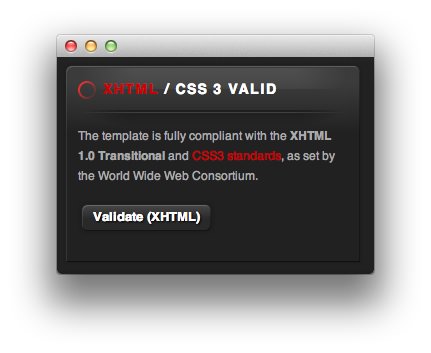 XHTML / CSS 3 VALID
The template is fully compliant with the XHTML
1.0 Transitional and CSS3 standards, as set by
the World Wide Web Consortium.
Validate (XHTML)